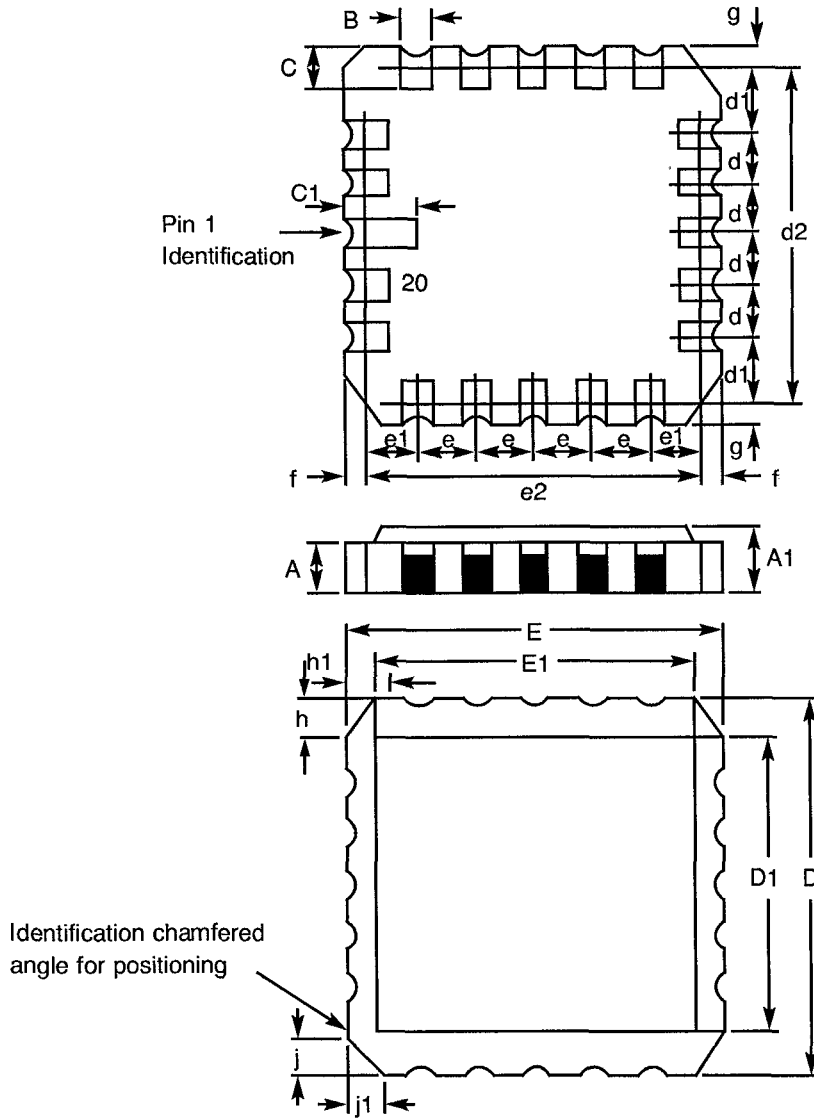 B
g
C
d1
d
C1
Pin 1
Identification
d
d2
20
d
d
d1
e1 e e e e e1
g
f
e2
f
A
A1
E
h1
E1
h
D1
D
Identification chamfered
angle for positioning
j
j1